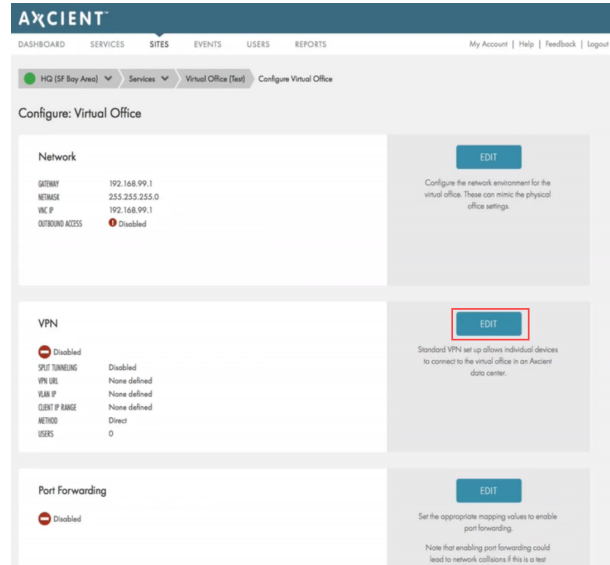 AXCIENT™
DASHBOARD SERVICES SITES EVENTS USERS REPORTS My Account | Help | Feedback | Logout
HQ (SF Bay Area) Services Virtual Office (Test) Configure Virtual Office
Configure: Virtual Office
Network
GATEWAY 192.168.99.1
NETMASK 255.255.255.0
VNC IP 192.168.99.1
OUTBOUND ACCESS Disabled
EDIT
Configure the network environment for the
virtual office. These can mimic the physical
office settings.
VPN
Disabled
SPLIT TUNNELING Disabled
VPN URL None defined
VLAN IP None defined
CLIENT IP RANGE None defined
METHOD Direct
USERS 0
EDIT
Standard VPN set up allows individual devices
to connect to the virtual office in an Axcient
data center.
Port Forwarding
Disabled
EDIT
Set the appropriate mapping values to enable
port forwarding.
Note that enabling port forwarding could
lead to network collisions if this is a test